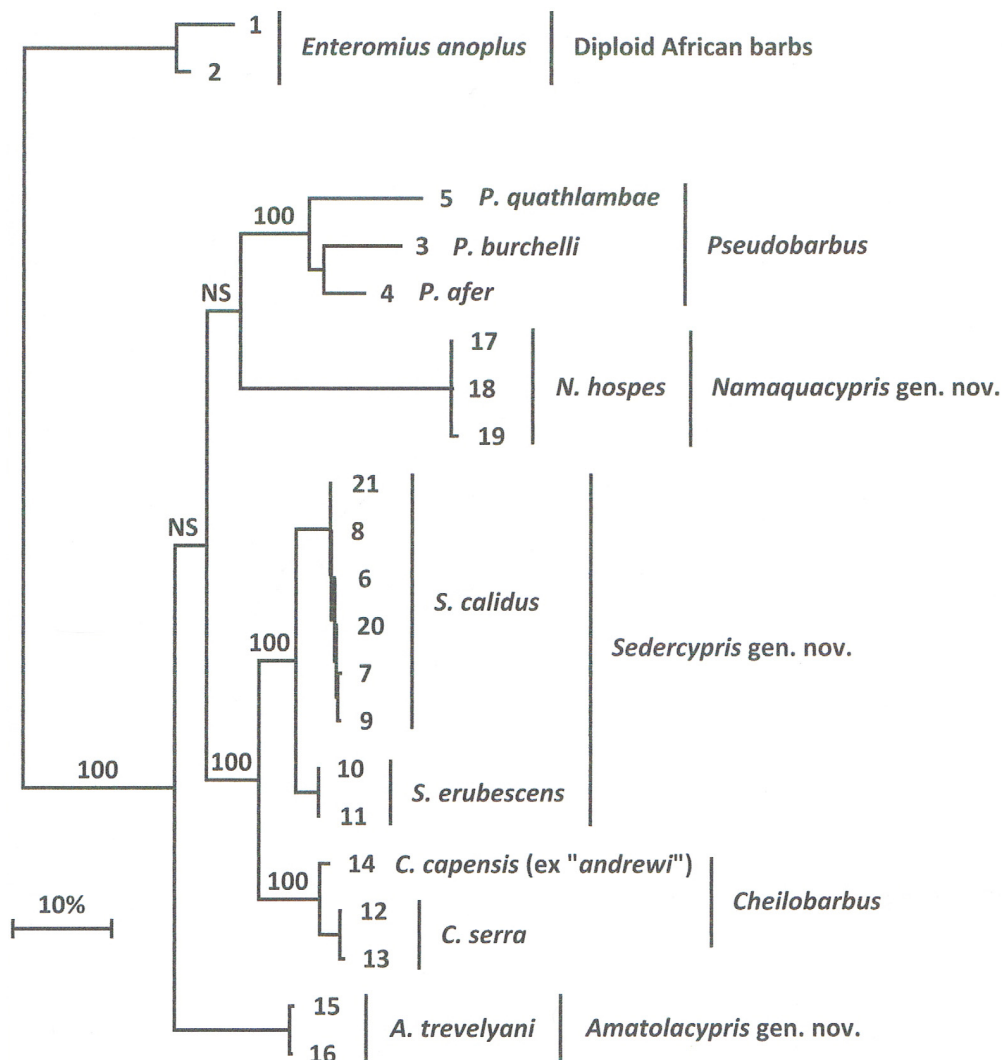 1
Enteromius anoplus
Diploid African barbs
2
5 P. quathlambae
100
3 P. burchelli
Pseudobarbus
NS
4 P. afer
17
18
N. hospes
Namaquacypris gen. nov.
19
21
NS
8
6
S. calidus
20
100
Sedercypris gen. nov.
7
9
100
100
10
S. erubescens
11
14 C. capensis (ex "andrewi")
100
Cheilobarbus
10%
12
C. serra
13
15
A. trevelyani
Amatolacypris gen. nov.
16